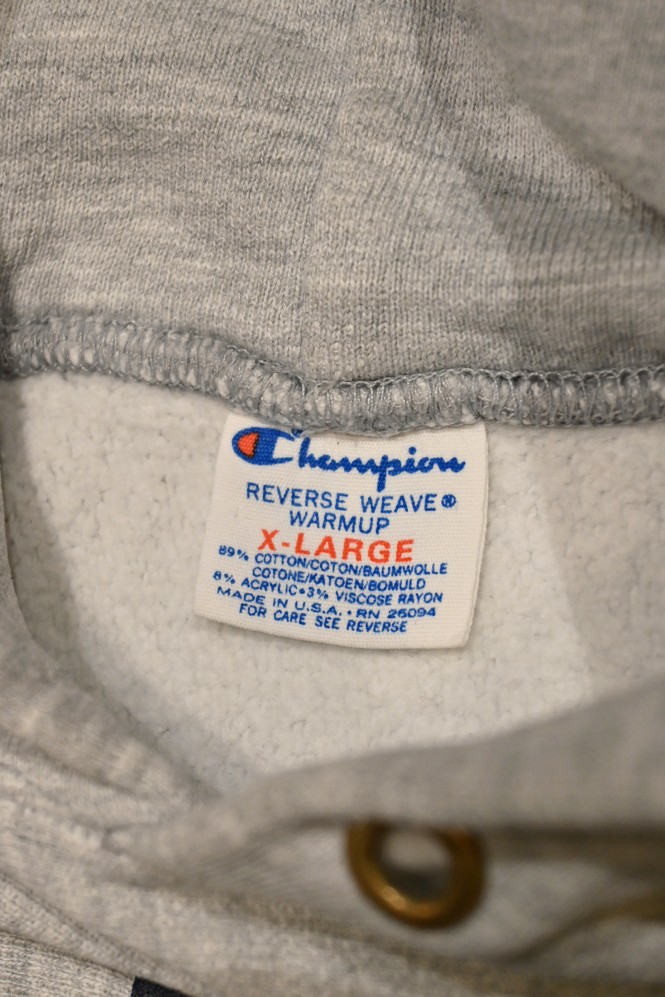 Champion
REVERSE WEAVE®
WARMUP
X-LARGE
89% COTTON/COTON/BAUMWOLLE
COTONE/KATOEN/BOMULD
8% ACRYLIC•3% VISCOSE RAYON
MADE IN U.S.A. • RN 26094
FOR CARE SEE REVERSE